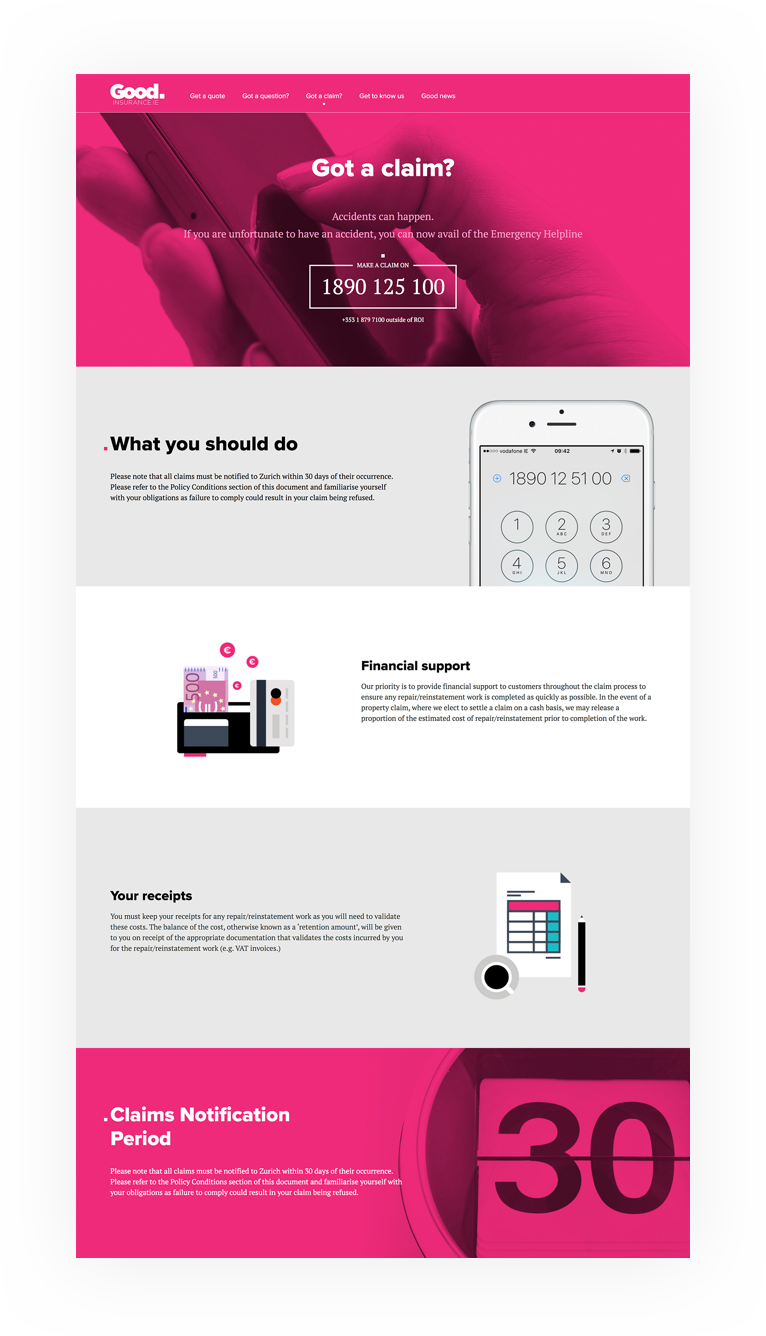 Good.
INSURANCE.IE
Get a quote Got a question? Got a claim? Get to know us Good news
Got a claim?
Accidents can happen.
If you are unfortunate to have an accident, you can now avail of the Emergency Helpline
MAKE A CLAIM ON
1890 125 100
+353 1 879 7100 outside of ROI
What you should do
Please note that all claims must be notified to Zurich within 30 days of their occurrence.
Please refer to the Policy Conditions section of this document and familiarise yourself
with your obligations as failure to comply could result in your claim being refused.
vodafone IE 09:42
1890 12 51 00
1 2 3
ABC DEF
4 5 6
GHI JKL MNO
500 500
€ € €
Financial support
Our priority is to provide financial support to customers throughout the claim process to
ensure any repair/reinstatement work is completed as quickly as possible. In the event of a
property claim, where we elect to settle a claim on a cash basis, we may release a
proportion of the estimated cost of repair/reinstatement prior to completion of the work.
Your receipts
You must keep your receipts for any repair/reinstatement work as you will need to validate
these costs. The balance of the cost, otherwise known as a 'retention amount', will be given
to you on receipt of the appropriate documentation that validates the costs incurred by you
for the repair/reinstatement work (e.g. VAT invoices.)
Claims Notification
Period
Please note that all claims must be notified to Zurich within 30 days of their occurrence.
Please refer to the Policy Conditions section of this document and familiarise yourself with
your obligations as failure to comply could result in your claim being refused.
30